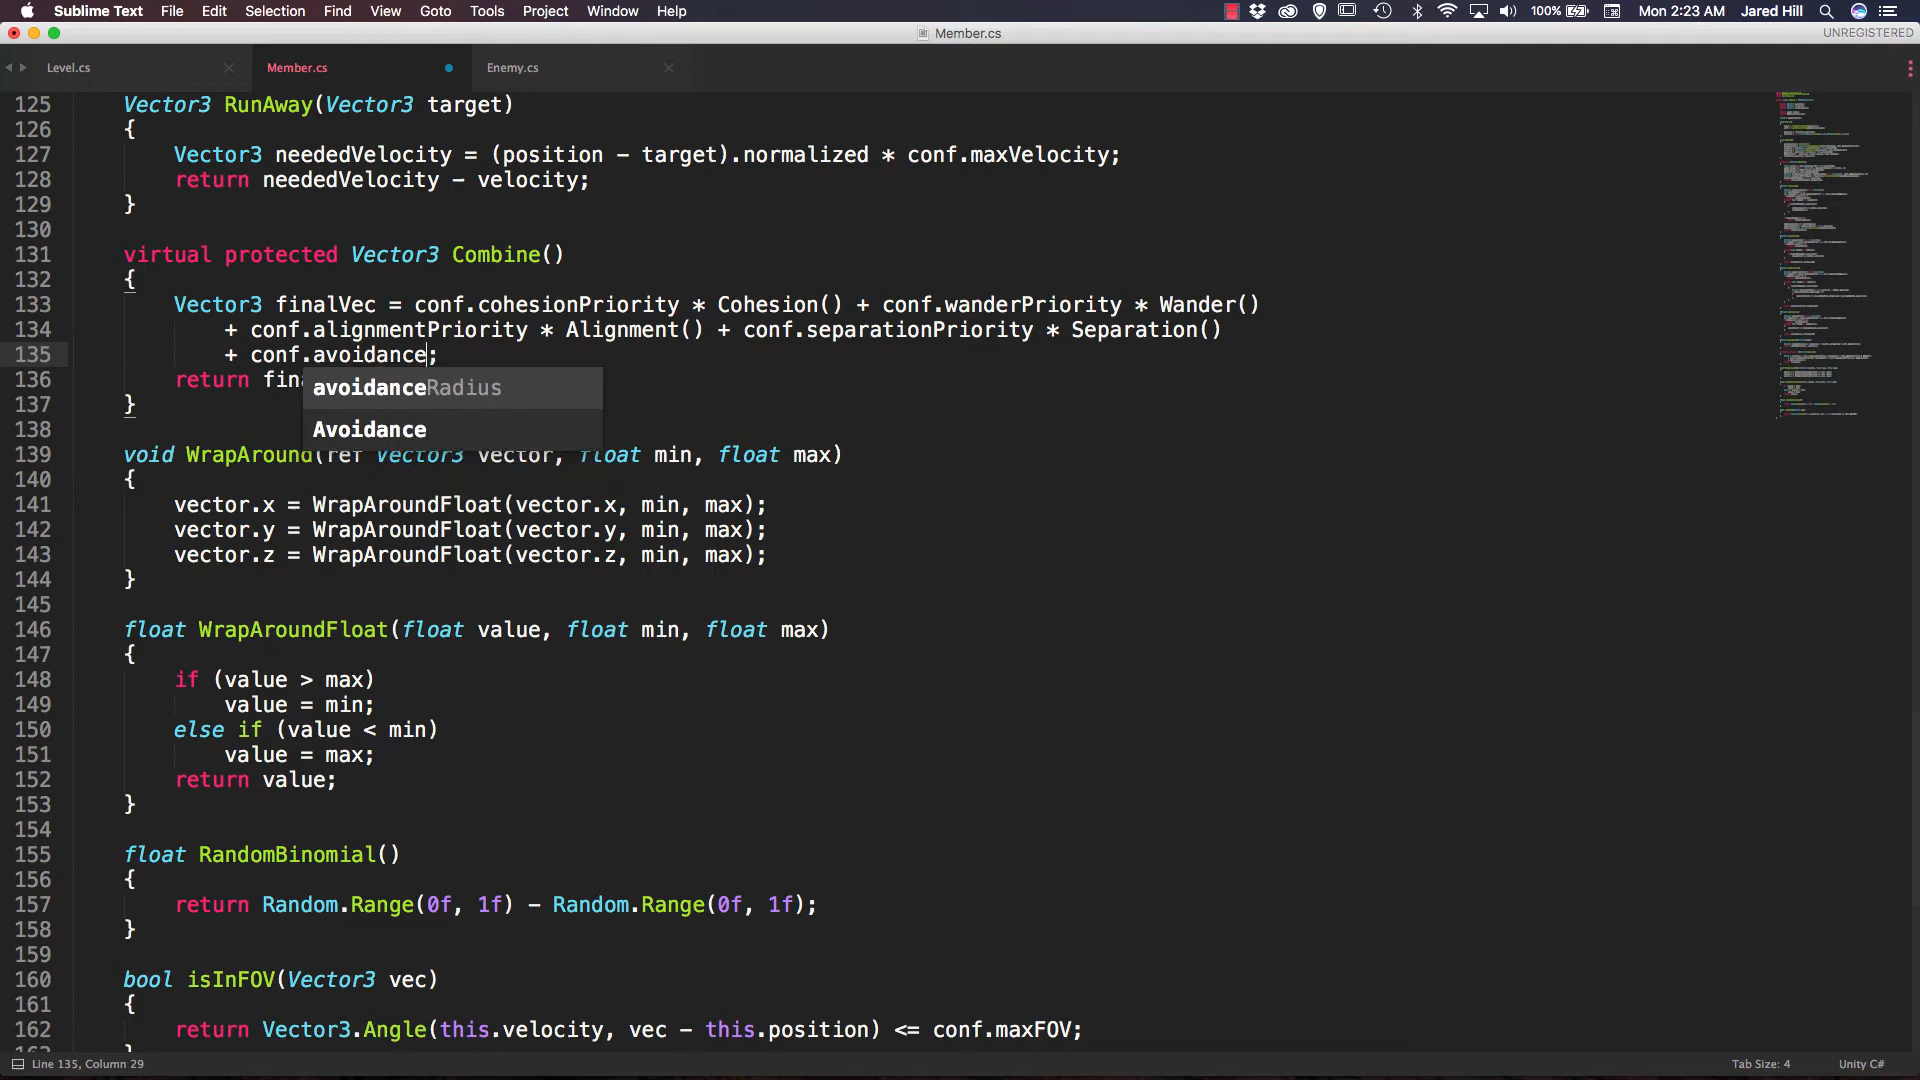 Sublime Text File Edit Selection Find View Goto Tools Project Window Help 100% Mon 2:23 AM Jared Hill
Member.cs UNREGISTERED
Level.cs Member.cs Enemy.cs
125 Vector3 RunAway(Vector3 target)
126 {
127 Vector3 neededVelocity = (position - target).normalized * conf.maxVelocity;
128 return neededVelocity - velocity;
129 }
130
131 virtual protected Vector3 Combine()
132 {
133 Vector3 finalVec = conf.cohesionPriority * Cohesion() + conf.wanderPriority * Wander()
134 + conf.alignmentPriority * Alignment() + conf.separationPriority * Separation()
135 + conf.avoidance;
136 return fina
avoidanceRadius
137 }
138
Avoidance
139 void WrapAround(ref Vector3 vector, float min, float max)
140 {
141 vector.x = WrapAroundFloat(vector.x, min, max);
142 vector.y = WrapAroundFloat(vector.y, min, max);
143 vector.z = WrapAroundFloat(vector.z, min, max);
144 }
145
146 float WrapAroundFloat(float value, float min, float max)
147 {
148 if (value > max)
149 value = min;
150 else if (value < min)
151 value = max;
152 return value;
153 }
154
155 float RandomBinomial()
156 {
157 return Random.Range(0f, 1f) - Random.Range(0f, 1f);
158 }
159
160 bool isInFOV(Vector3 vec)
161 {
162 return Vector3.Angle(this.velocity, vec - this.position) <= conf.maxFOV;
Line 135, Column 29 Tab Size: 4 Unity C#